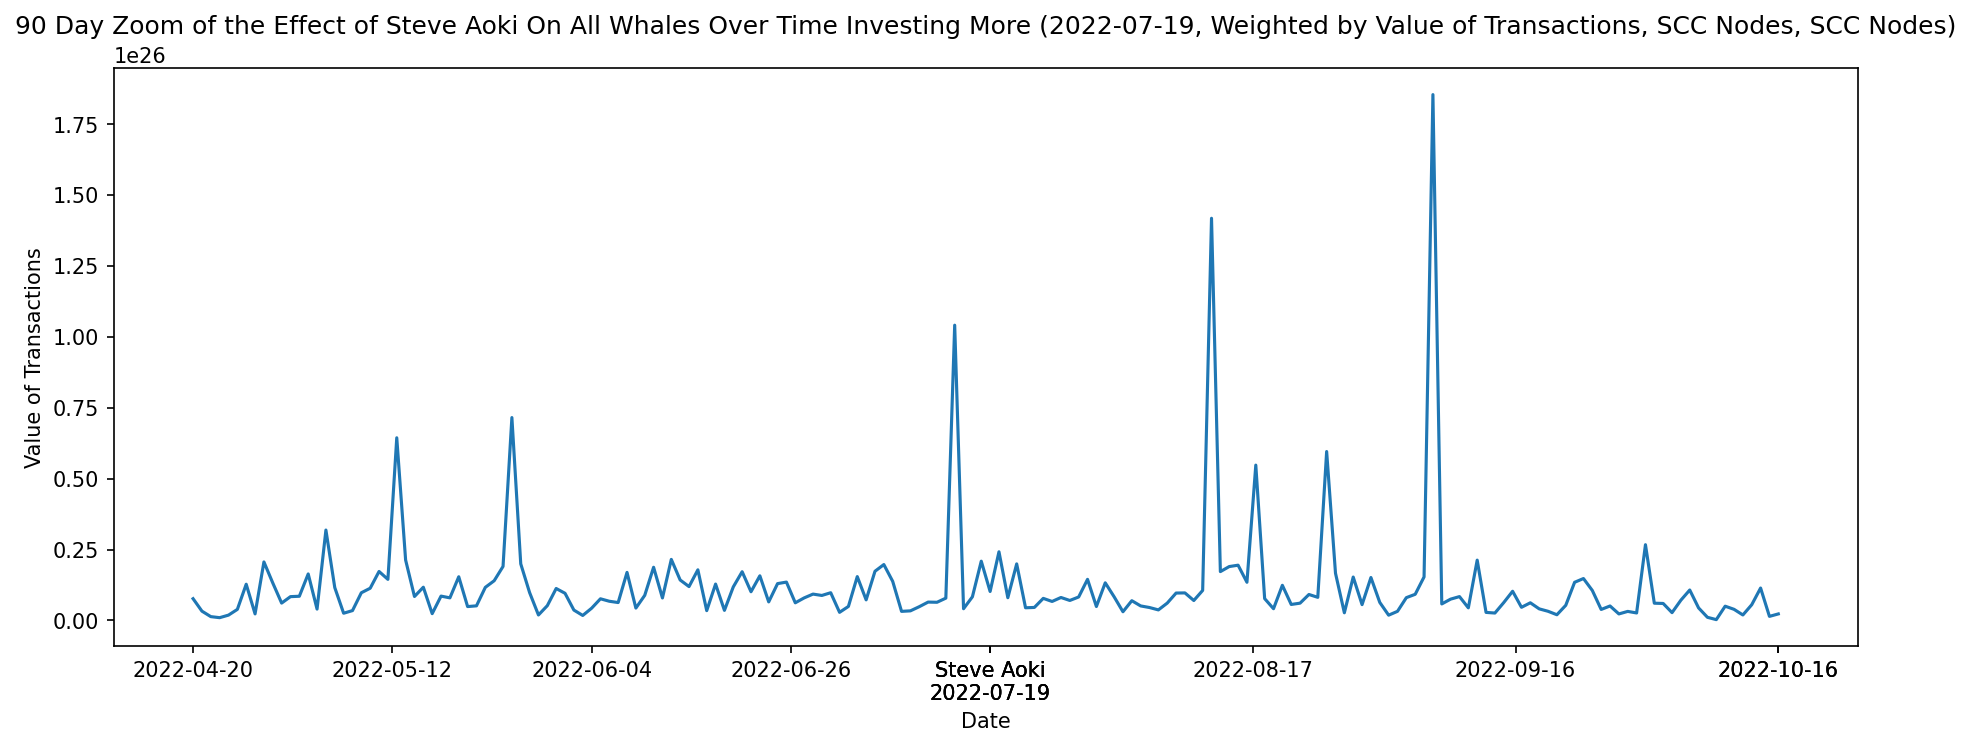 90 Day Zoom of the Effect of Steve Aoki On All Whales Over Time Investing More (2022-07-19, Weighted by Value of Transactions, SCC Nodes, SCC Nodes)
1e26
1.75
1.50
1.25
1.00
0.75
0.50
0.25
0.00
Value of Transactions
2022-04-20 2022-05-12 2022-06-04 2022-06-26 Steve Aoki 2022-08-17 2022-09-16 2022-10-16
2022-07-19
Date